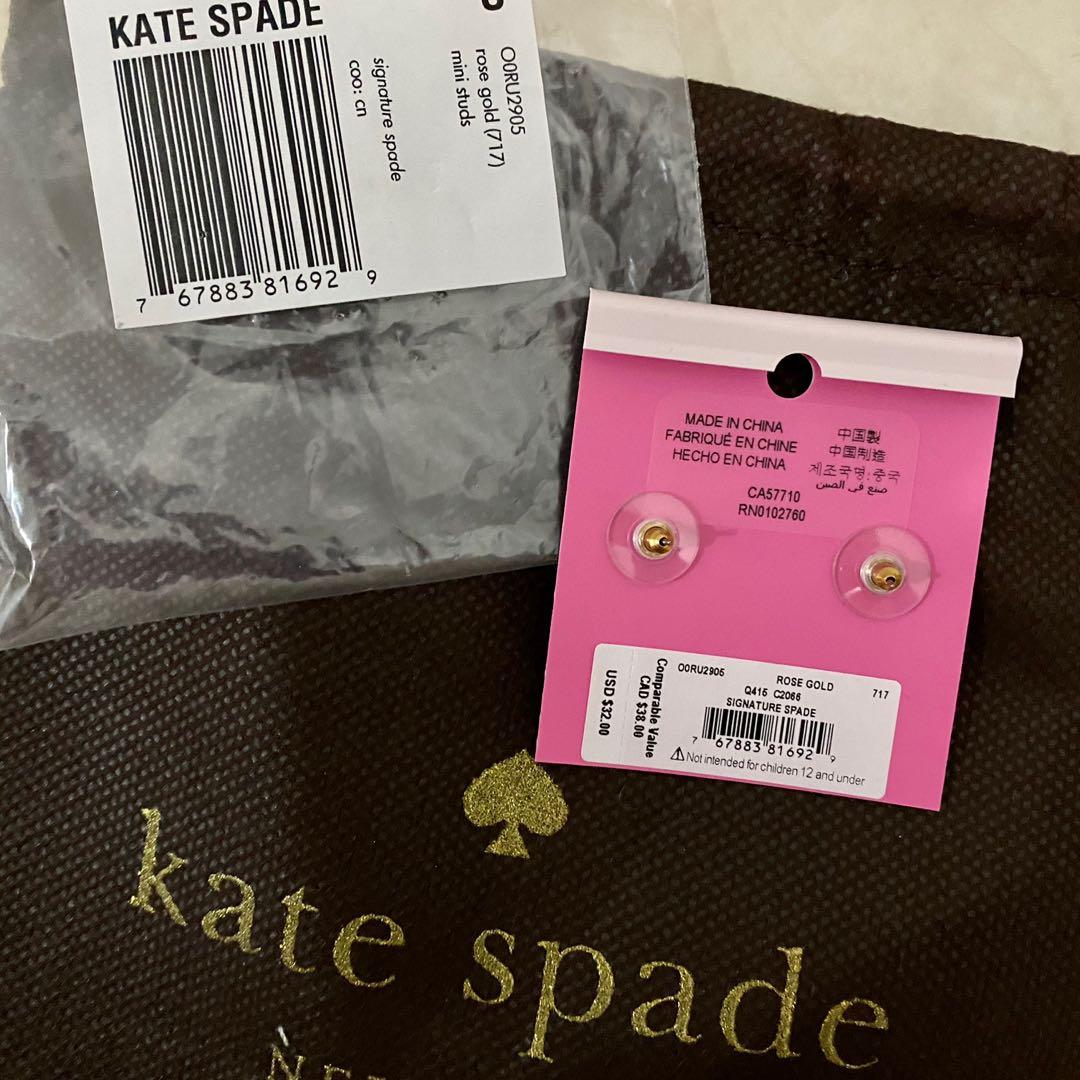 KATE SPADE
O0RU2905
rose gold (717)
mini studs
signature spade
coo: cn
7 67883 81692 9
MADE IN CHINA
FABRIQUÉ EN CHINE
HECHO EN CHINA
中国製
中国制造
제조국명:중국
صنع في الصين
CA57710
RN0102760
O0RU2905 ROSE GOLD 717
Q415 C2066
SIGNATURE SPADE
7 67883 81692 9
⚠Not intended for children 12 and under
Comparable Value
CAD $38.00
USD $32.00
kate spade